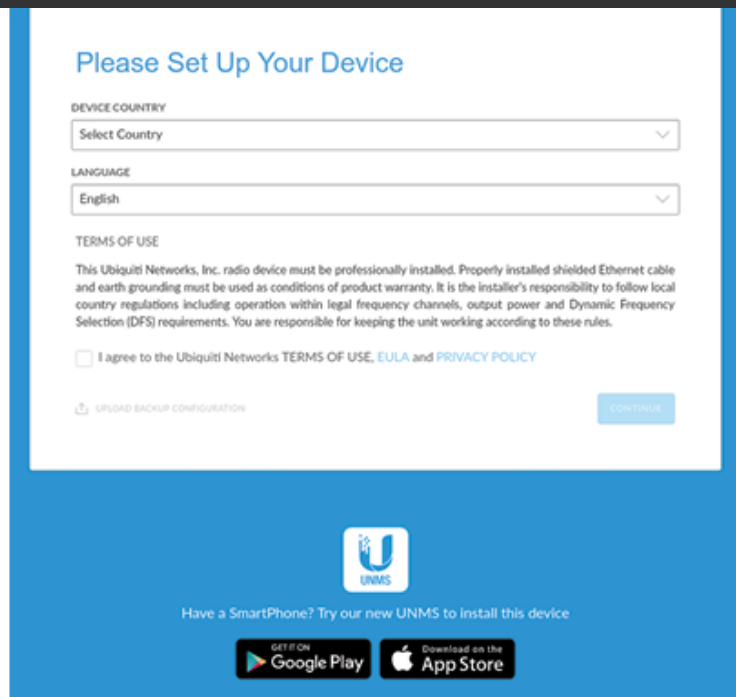 Please Set Up Your Device
DEVICE COUNTRY
Select Country
LANGUAGE
English
TERMS OF USE
This Ubiquiti Networks, Inc. radio device must be professionally installed. Properly installed shielded Ethernet cable
and earth grounding must be used as conditions of product warranty. It is the installer's responsibility to follow local
country regulations including operation within legal frequency channels, output power and Dynamic Frequency
Selection (DFS) requirements. You are responsible for keeping the unit working according to these rules.
I agree to the Ubiquiti Networks TERMS OF USE, EULA and PRIVACY POLICY
UPLOAD BACKUP CONFIGURATION
CONTINUE
U
UNMS
Have a SmartPhone? Try our new UNMS to install this device
GET IT ON
Google Play
Download on the
App Store